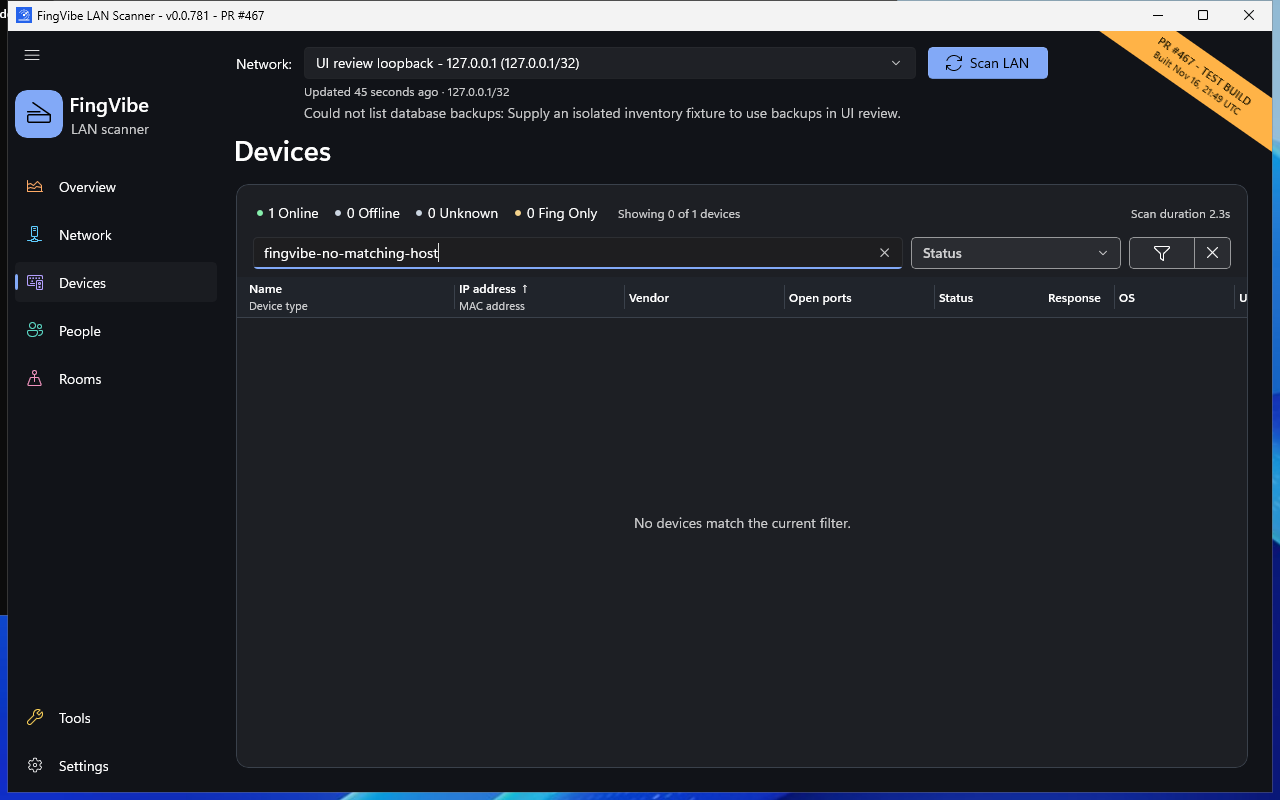 FingVibe LAN Scanner - v0.0.781 - PR #467
Network:
UI review loopback - 127.0.0.1 (127.0.0.1/32)
Scan LAN
PR #467 - TEST BUILD
Built Nov 16, 21:49 UTC
Updated 45 seconds ago · 127.0.0.1/32
Could not list database backups: Supply an isolated inventory fixture to use backups in UI review.
FingVibe
LAN scanner
Overview
Network
Devices
People
Rooms
Tools
Settings
Devices
1 Online 0 Offline 0 Unknown 0 Fing Only Showing 0 of 1 devices Scan duration 2.3s
fingvibe-no-matching-host
Status
Name IP address ↑ Vendor Open ports Status Response OS U
Device type MAC address
No devices match the current filter.